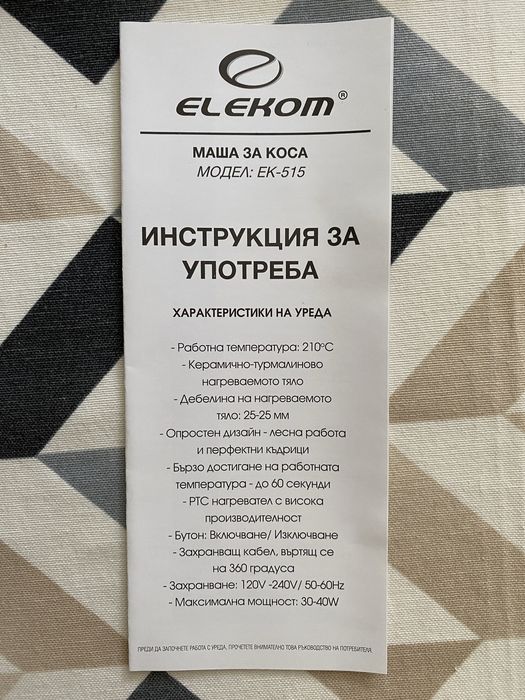 ELEKOM®
МАША ЗА КОСА
МОДЕЛ: EK-515
ИНСТРУКЦИЯ ЗА
УПОТРЕБА
ХАРАКТЕРИСТИКИ НА УРЕДА
- Работна температура: 210°C
- Керамично-турмалиново
нагреваемото тяло
- Дебелина на нагреваемото
тяло: 25-25 мм
- Опростен дизайн - лесна работа
и перфектни къдрици
- Бързо достигане на работната
температура - до 60 секунди
- PTC нагревател с висока
производителност
- Бутон: Включване/ Изключване
- Захранващ кабел, въртящ се
на 360 градуса
- Захранване: 120V -240V/ 50-60Hz
- Максимална мощност: 30-40W
ПРЕДИ ДА ЗАПОЧНЕТЕ РАБОТА С УРЕДА, ПРОЧЕТЕТЕ ВНИМАТЕЛНО ТОВА РЪКОВОДСТВО НА ПОТРЕБИТЕЛЯ.